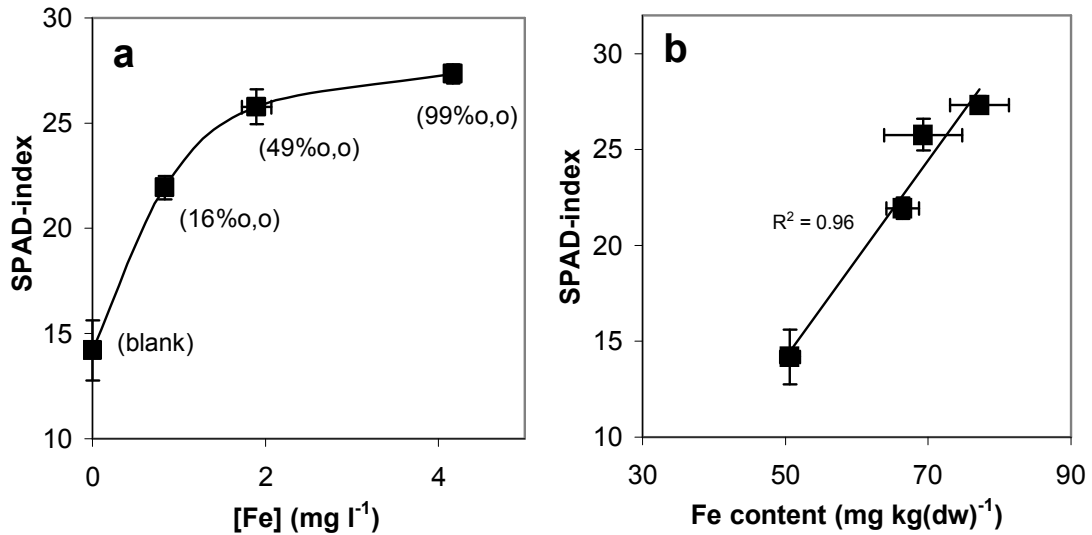 a
SPAD-index
30
25
20
15
10
(99%o,o)
(49%o,o)
(16%o,o)
(blank)
0
2
4
[Fe] (mg l⁻¹)
b
SPAD-index
30
25
20
15
10
R² = 0.96
30
50
70
90
Fe content (mg kg(dw)⁻¹)